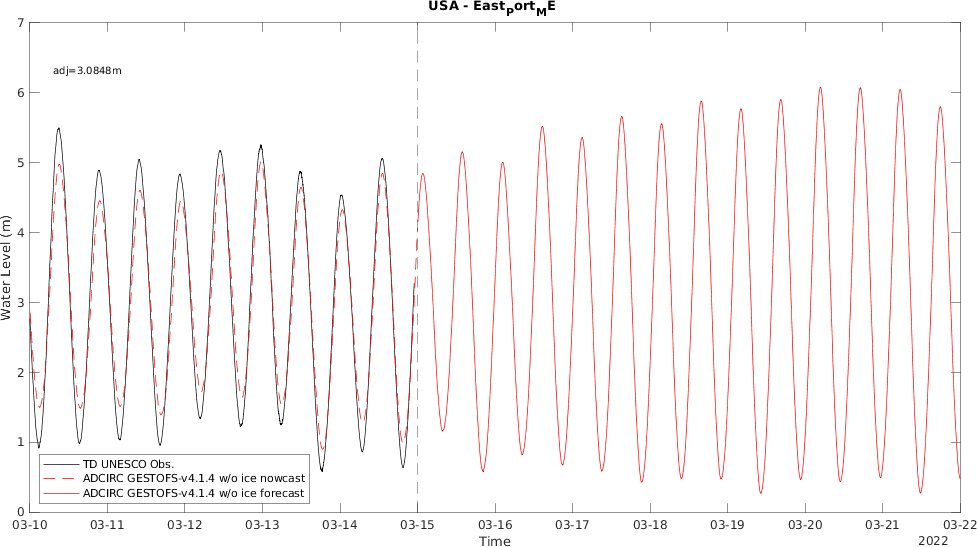 USA - EastPortME
7
adj=3.0848m
6
5
4
Water Level (m)
3
2
1
TD UNESCO Obs.
ADCIRC GESTOFS-v4.1.4 w/o ice nowcast
ADCIRC GESTOFS-v4.1.4 w/o ice forecast
0
03-10 03-11 03-12 03-13 03-14 03-15 03-16 03-17 03-18 03-19 03-20 03-21 03-22
Time
2022